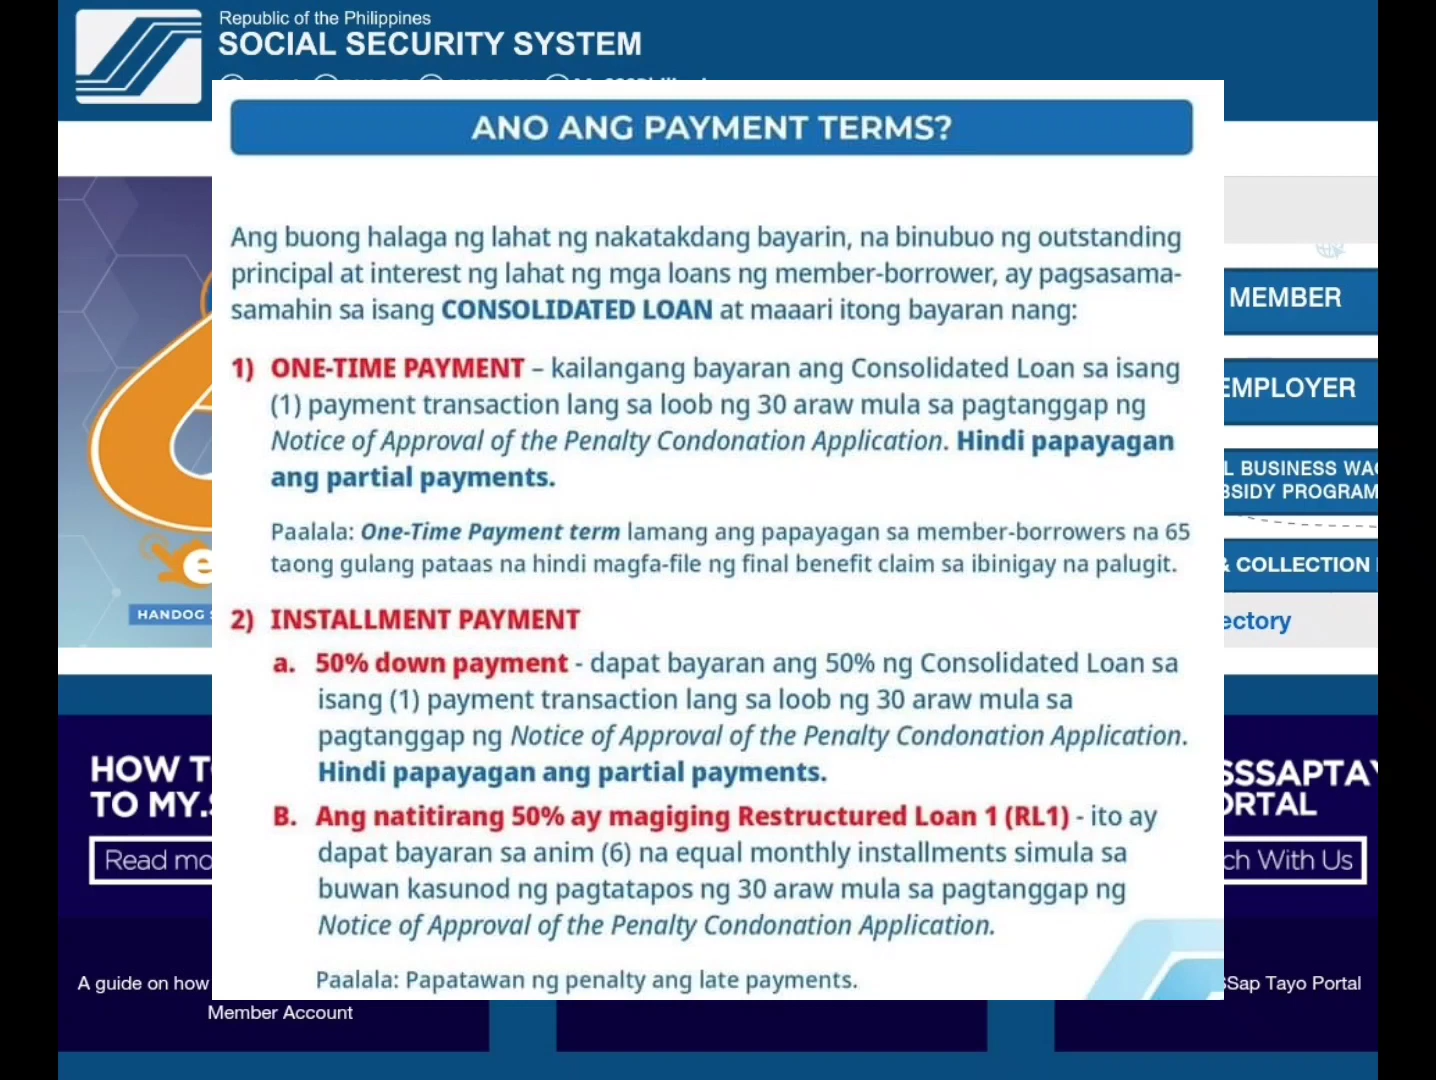 Republic of the Philippines
SOCIAL SECURITY SYSTEM
ANO ANG PAYMENT TERMS?
Ang buong halaga ng lahat ng nakatakdang bayarin, na binubuo ng outstanding
principal at interest ng lahat ng mga loans ng member-borrower, ay pagsasama-
samahin sa isang CONSOLIDATED LOAN at maaari itong bayaran nang:
1) ONE-TIME PAYMENT – kailangang bayaran ang Consolidated Loan sa isang
(1) payment transaction lang sa loob ng 30 araw mula sa pagtanggap ng
Notice of Approval of the Penalty Condonation Application. Hindi papayagan
ang partial payments.
Paalala: One-Time Payment term lamang ang papayagan sa member-borrowers na 65
taong gulang pataas na hindi magfa-file ng final benefit claim sa ibinigay na palugit.
2) INSTALLMENT PAYMENT
a. 50% down payment - dapat bayaran ang 50% ng Consolidated Loan sa
isang (1) payment transaction lang sa loob ng 30 araw mula sa
pagtanggap ng Notice of Approval of the Penalty Condonation Application.
Hindi papayagan ang partial payments.
B. Ang natitirang 50% ay magiging Restructured Loan 1 (RL1) - ito ay
dapat bayaran sa anim (6) na equal monthly installments simula sa
buwan kasunod ng pagtatapos ng 30 araw mula sa pagtanggap ng
Notice of Approval of the Penalty Condonation Application.
Paalala: Papatawan ng penalty ang late payments.
MEMBER
EMPLOYER
L BUSINESS WA
BSIDY PROGRAM
& COLLECTION
ectory
HANDOG
HOW T
TO MY.
Read mo
A guide on how
Member Account
SSSAPTAY
ORTAL
ch With Us
SSap Tayo Portal